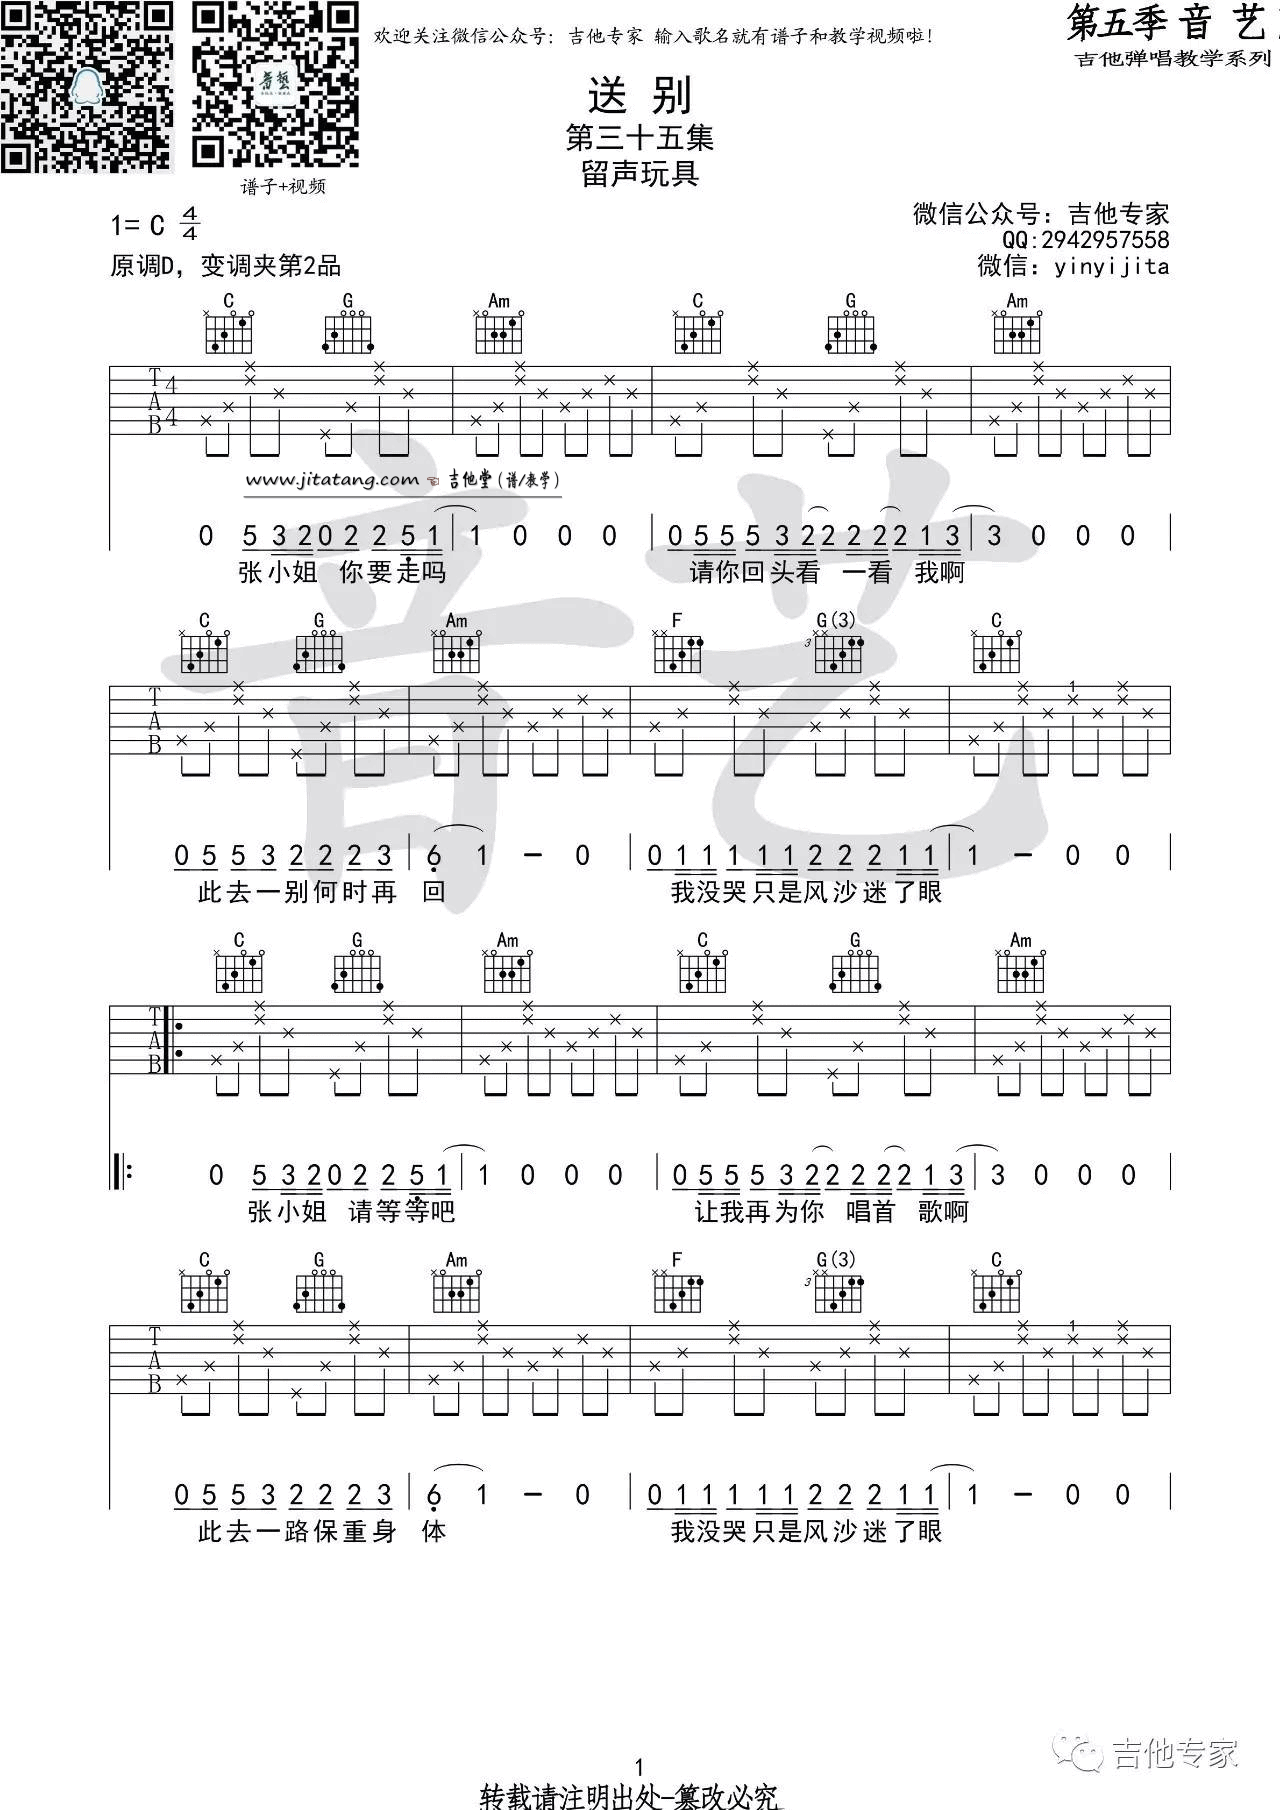 欢迎关注微信公众号：吉他专家 输入歌名就有谱子和教学视频啦！
第五季音 艺
吉他弹唱教学系列
送 别
第三十五集
留声玩具
谱子+视频
1= C 4/4
原调D，变调夹第2品
微信公众号：吉他专家
QQ:2942957558
微信：yinyijita
C G Am C G Am
T A B 4 4
www.jitatang.com ☜ 吉他堂(谱/教学)
0 5 3 2 0 2 2 5 1 | 1 0 0 0 | 0 5 5 5 3 2 2 2 2 2 1 3 | 3 0 0 0 |
张小姐 你要走吗 请你回头看 一看 我啊
音艺
C G Am F G(3) C
3
T A B 1
0 5 5 3 2 2 2 3 | 6 1 - 0 | 0 1 1 1 1 1 2 2 2 1 1 | 1 - 0 0 |
此去一别何时再 回 我没哭只是风沙迷了眼
C G Am C G Am
T A B
0 5 3 2 0 2 2 5 1 | 1 0 0 0 | 0 5 5 5 3 2 2 2 2 2 1 3 | 3 0 0 0 |
张小姐 请等等吧 让我再为你 唱首 歌啊
C G Am F G(3) C
3
T A B 1
0 5 5 3 2 2 2 3 | 6 1 - 0 | 0 1 1 1 1 1 2 2 2 1 1 | 1 - 0 0 |
此去一路保重身 体 我没哭只是风沙迷了眼
吉他专家
1
转载请注明出处-篡改必究